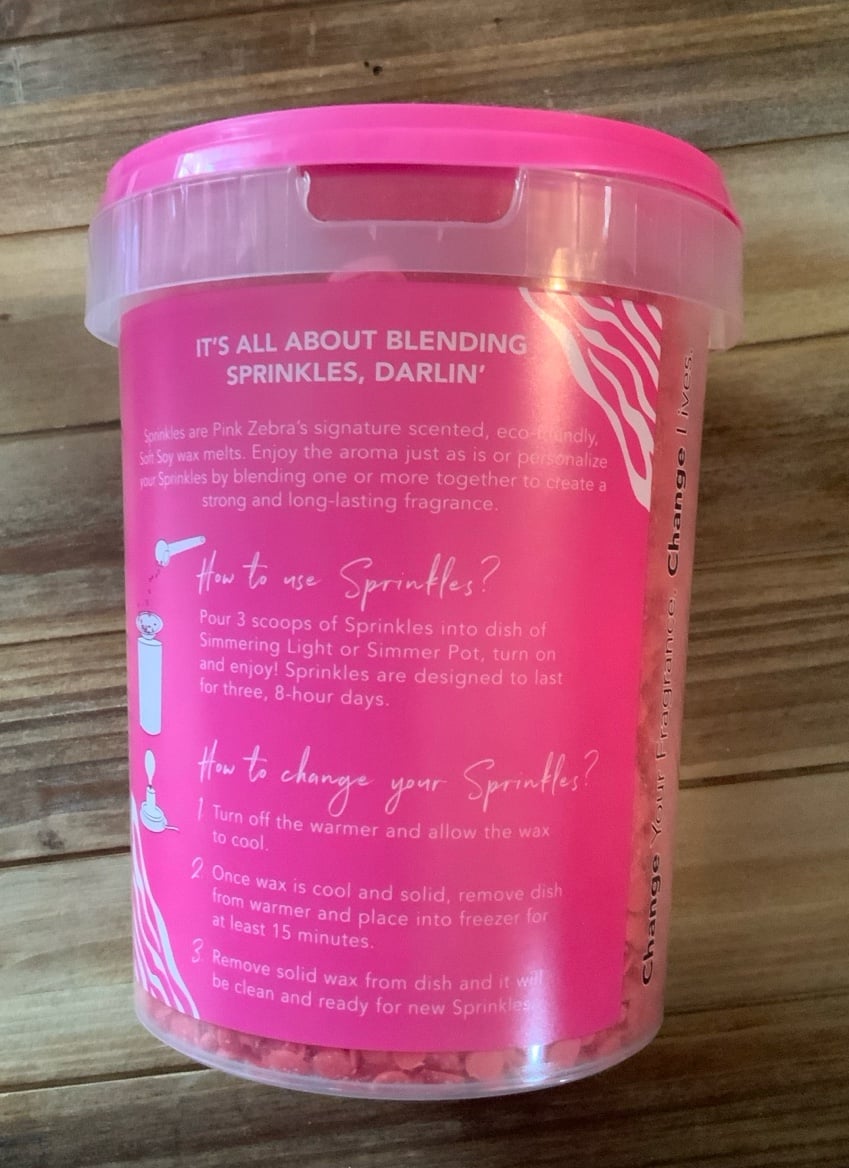 IT'S ALL ABOUT BLENDING
SPRINKLES, DARLIN'
Sprinkles are Pink Zebra's signature scented, eco-friendly,
Soft Soy wax melts. Enjoy the aroma just as is or personalize
your Sprinkles by blending one or more together to create a
strong and long-lasting fragrance.
How to use Sprinkles?
Pour 3 scoops of Sprinkles into dish of
Simmering Light or Simmer Pot, turn on
and enjoy! Sprinkles are designed to last
for three, 8-hour days.
How to change your Sprinkles?
1 Turn off the warmer and allow the wax
to cool.
2 Once wax is cool and solid, remove dish
from warmer and place into freezer for
at least 15 minutes.
3. Remove solid wax from dish and it will
be clean and ready for new Sprinkles.
Change Your Fragrance. Change Lives.